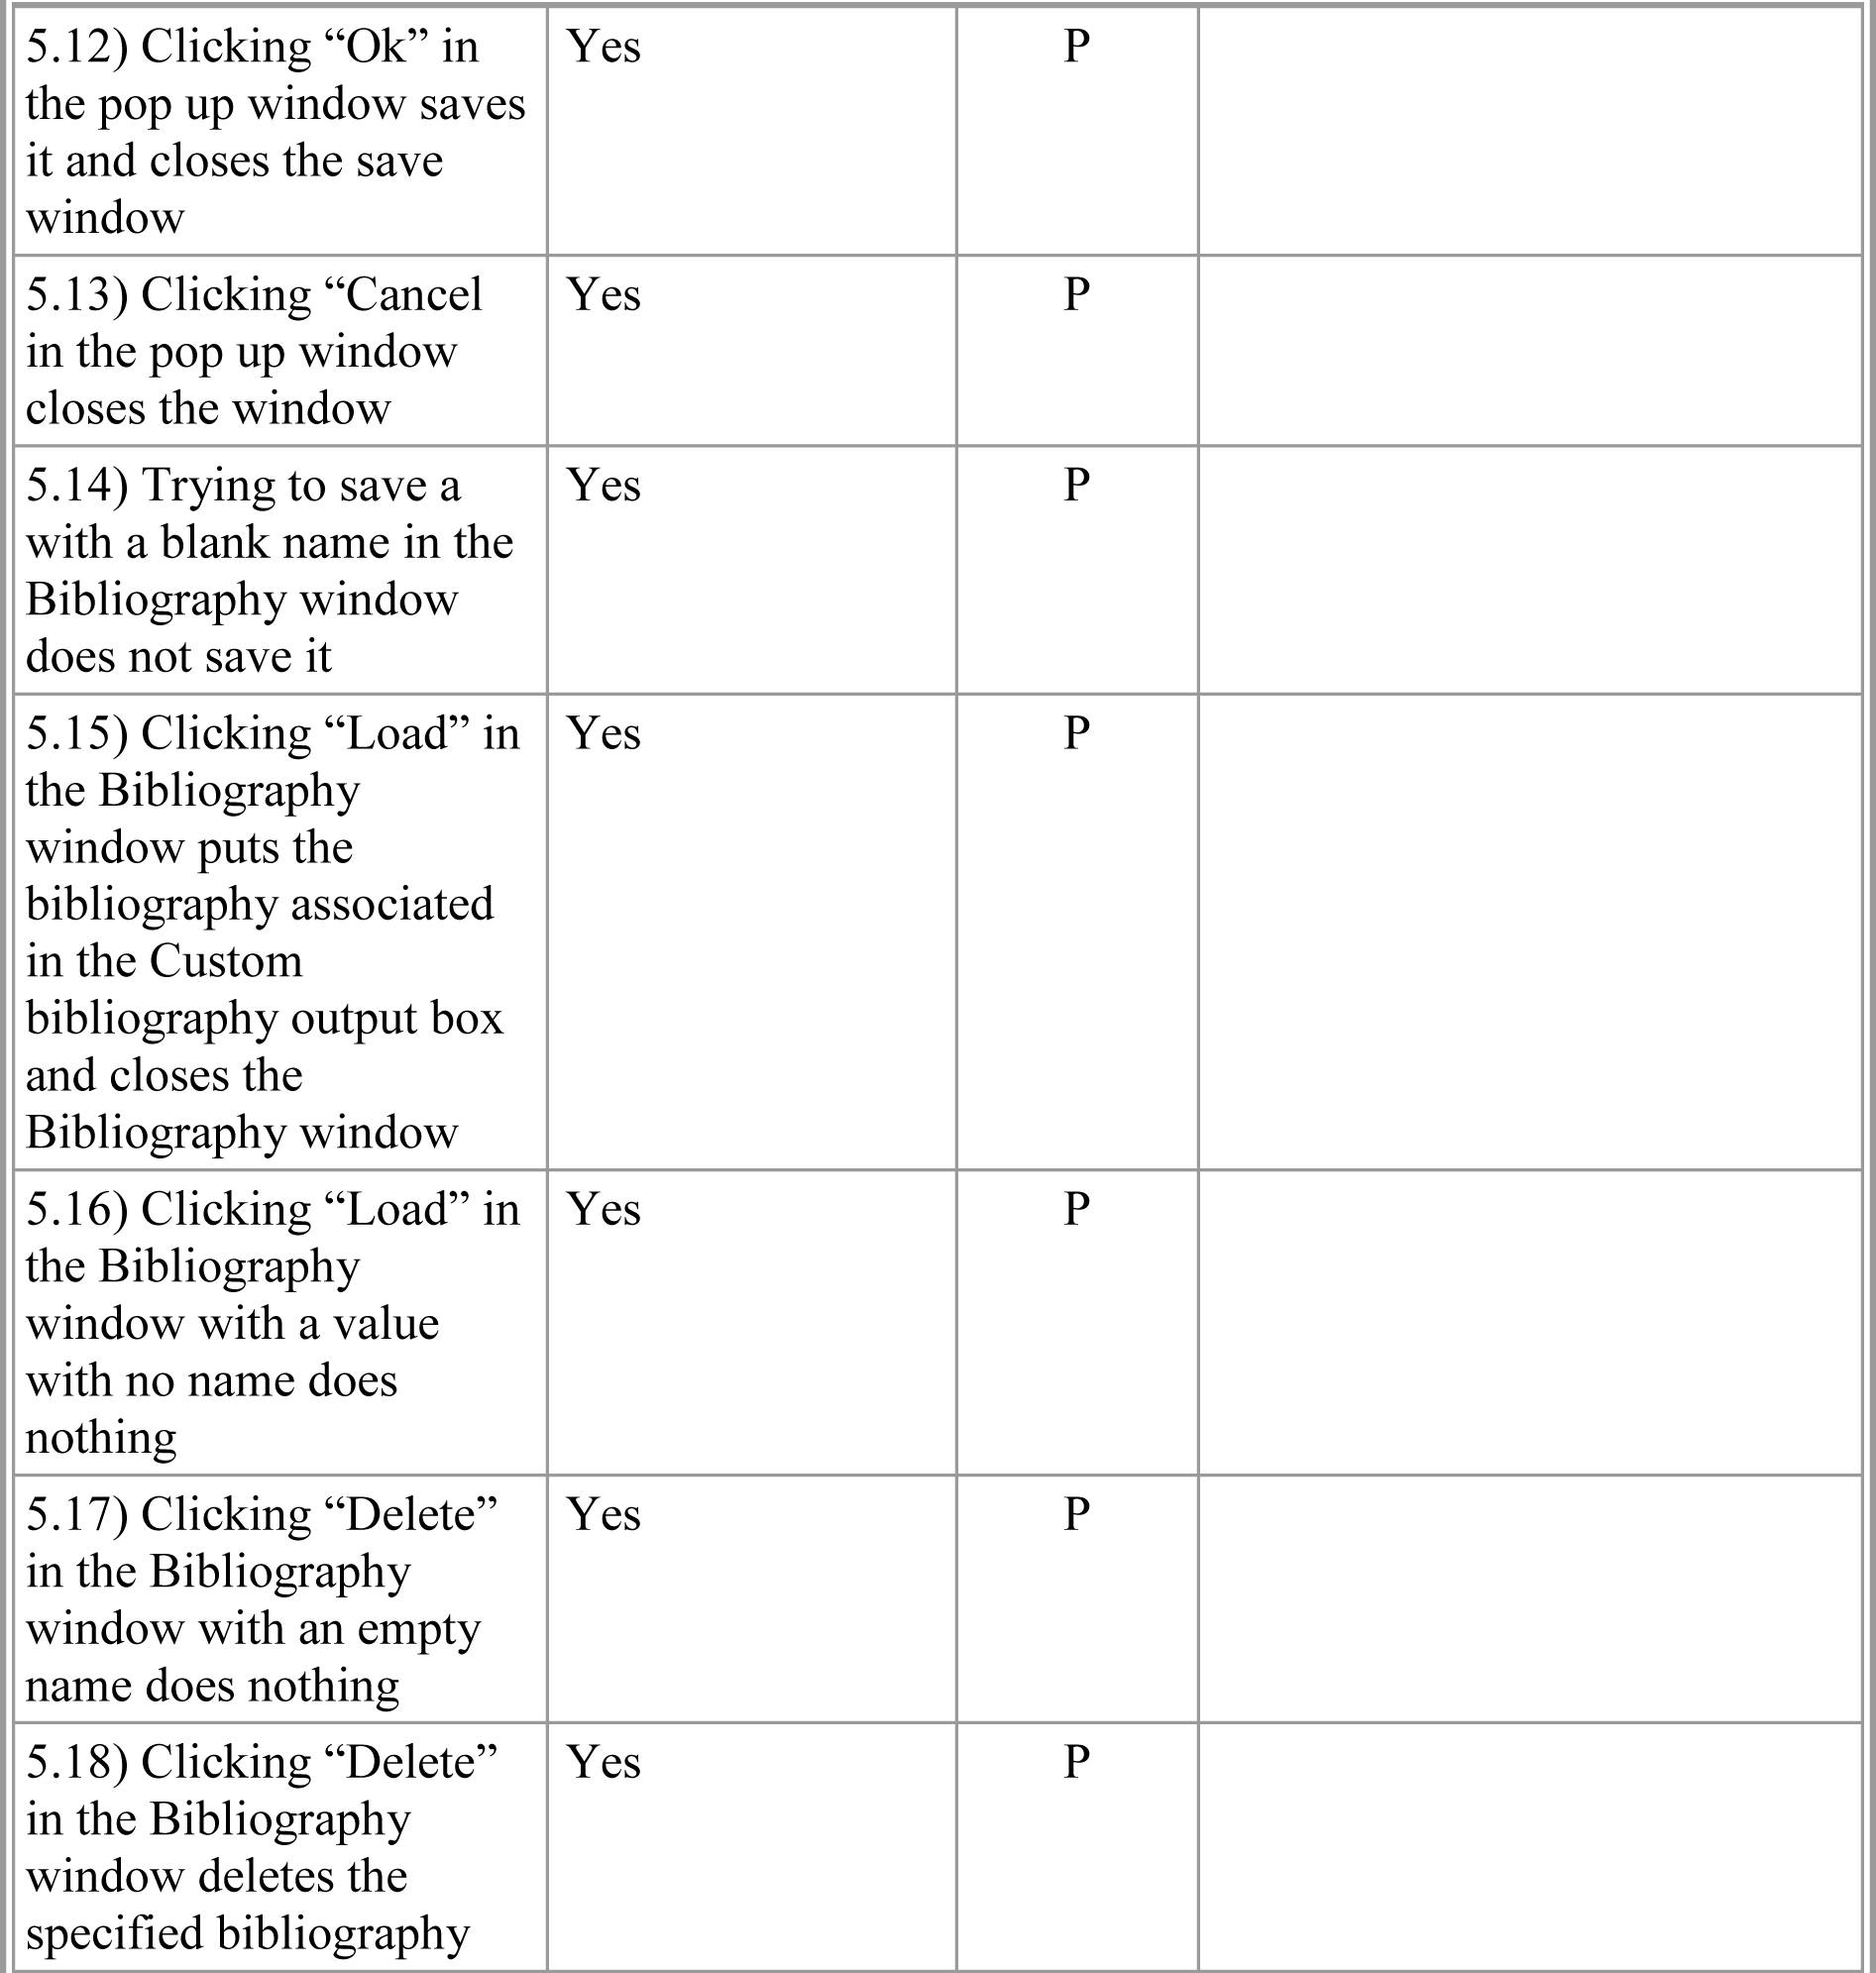 5.12) Clicking “Ok” in Yes P
the pop up window saves
it and closes the save
window
5.13) Clicking “Cancel Yes P
in the pop up window
closes the window
5.14) Trying to save a Yes P
with a blank name in the
Bibliography window
does not save it
5.15) Clicking “Load” in Yes P
the Bibliography
window puts the
bibliography associated
in the Custom
bibliography output box
and closes the
Bibliography window
5.16) Clicking “Load” in Yes P
the Bibliography
window with a value
with no name does
nothing
5.17) Clicking “Delete” Yes P
in the Bibliography
window with an empty
name does nothing
5.18) Clicking “Delete” Yes P
in the Bibliography
window deletes the
specified bibliography